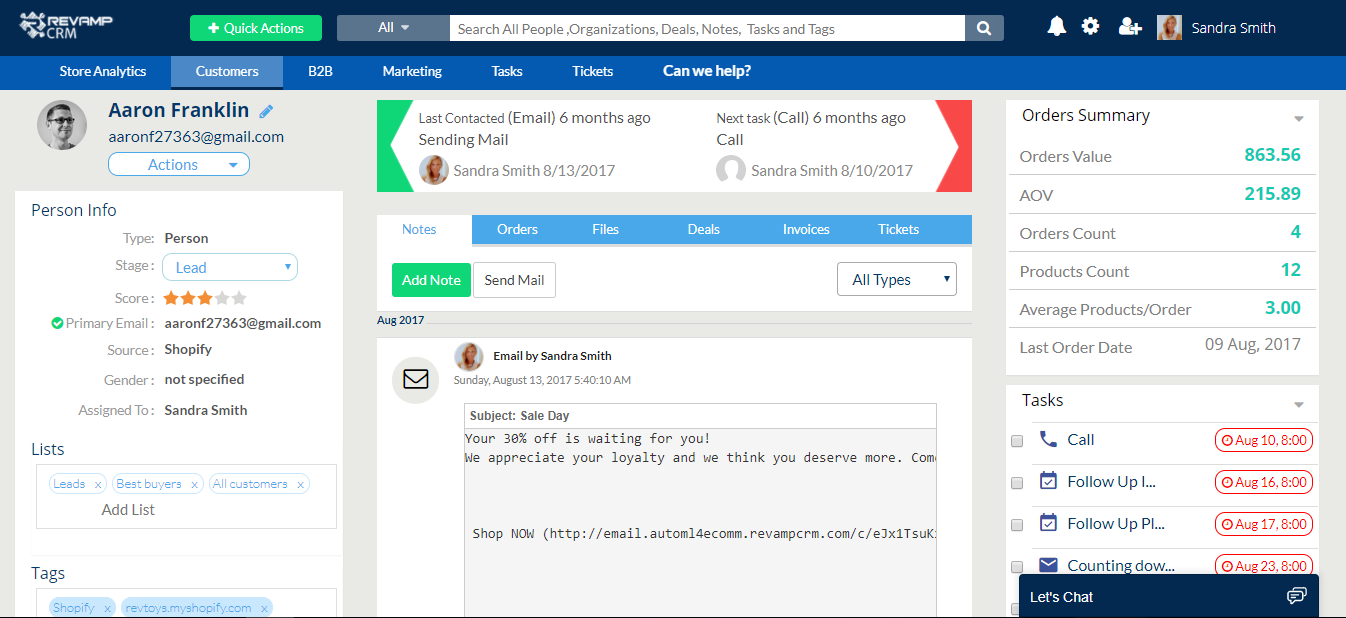 REVAMP
CRM
+ Quick Actions
All
Search All People ,Organizations, Deals, Notes, Tasks and Tags
Sandra Smith
Store Analytics
Customers
B2B
Marketing
Tasks
Tickets
Can we help?
Aaron Franklin
aaronf27363@gmail.com
Actions
Person Info
Type: Person
Stage : Lead
Score :
Primary Email : aaronf27363@gmail.com
Source : Shopify
Gender : not specified
Assigned To : Sandra Smith
Lists
Leads x Best buyers x All customers x
Add List
Tags
Shopify x revtoys.myshopify.com x
Last Contacted (Email) 6 months ago
Sending Mail
Sandra Smith 8/13/2017
Next task (Call) 6 months ago
Call
Sandra Smith 8/10/2017
Notes
Orders
Files
Deals
Invoices
Tickets
Add Note
Send Mail
All Types
Aug 2017
Email by Sandra Smith
Sunday, August 13, 2017 5:40:10 AM
Subject: Sale Day
Your 30% off is waiting for you!
We appreciate your loyalty and we think you deserve more. Come
Shop NOW (http://email.automl4ecomm.revampcrm.com/c/eJx1TsuK
Orders Summary
Orders Value 863.56
AOV 215.89
Orders Count 4
Products Count 12
Average Products/Order 3.00
Last Order Date 09 Aug, 2017
Tasks
Call Aug 10, 8:00
Follow Up I... Aug 16, 8:00
Follow Up Pl... Aug 17, 8:00
Counting dow... Aug 23, 8:00
Let's Chat